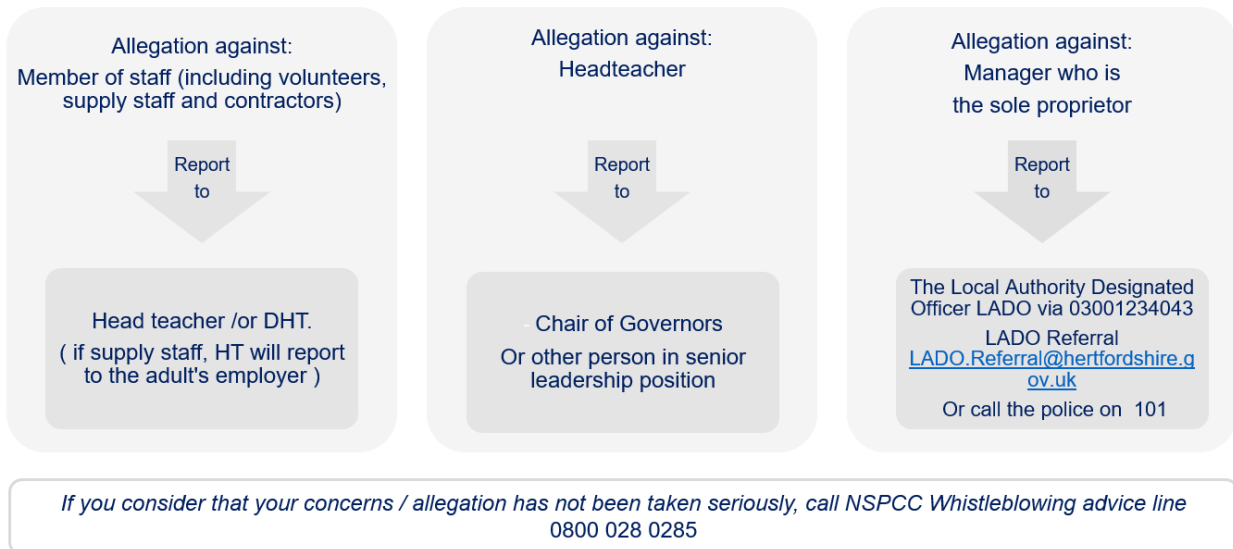 Allegation against:
Member of staff (including volunteers,
supply staff and contractors)
Report
to
Head teacher /or DHT.
( if supply staff, HT will report
to the adult's employer )
Allegation against:
Headteacher
Report
to
- Chair of Governors
Or other person in senior
leadership position
Allegation against:
Manager who is
the sole proprietor
Report
to
The Local Authority Designated
Officer LADO via 03001234043
LADO Referral
LADO.Referral@hertfordshire.g
ov.uk
Or call the police on  101
If you consider that your concerns / allegation has not been taken seriously, call NSPCC Whistleblowing advice line
0800 028 0285